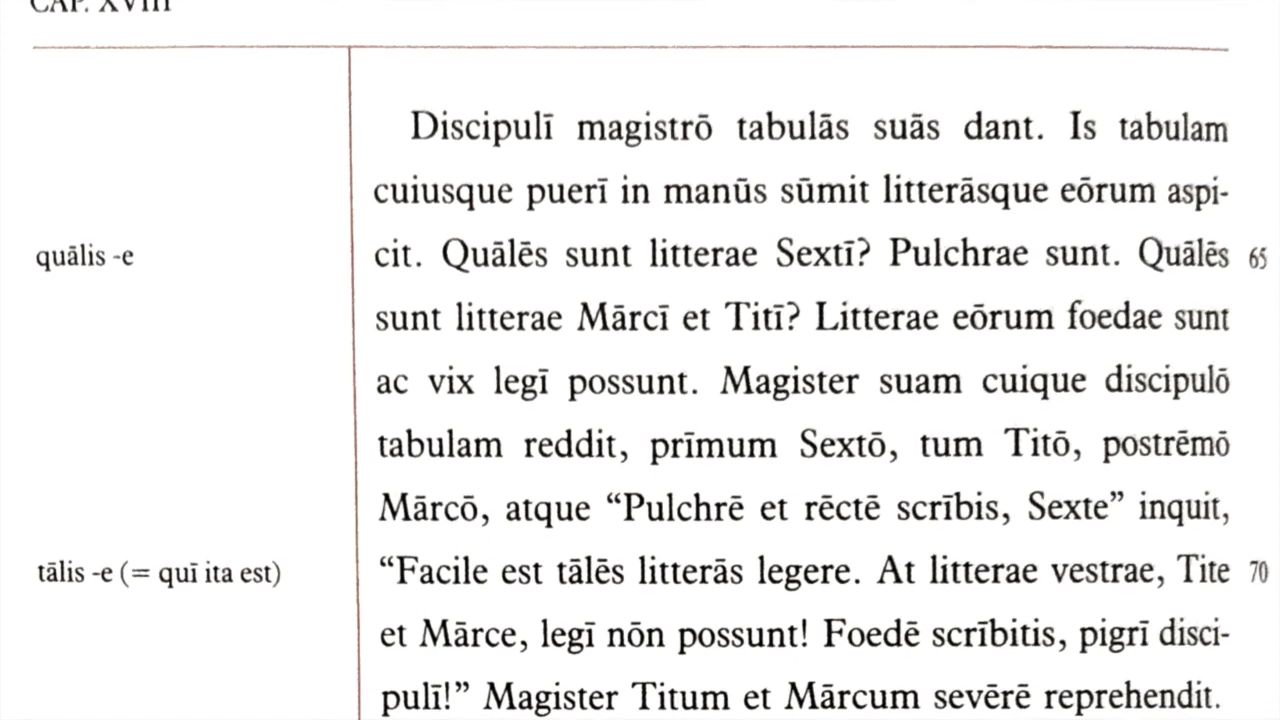 CAP. XVIII
Discipulī magistrō tabulās suās dant. Is tabulam
cuiusque puerī in manūs sūmit litterāsque eōrum aspi-
quālis -e
cit. Quālēs sunt litterae Sextī? Pulchrae sunt. Quālēs 65
sunt litterae Mārcī et Titī? Litterae eōrum foedae sunt
ac vix legī possunt. Magister suam cuique discipulō
tabulam reddit, prīmum Sextō, tum Titō, postrēmō
Mārcō, atque “Pulchrē et rēctē scrībis, Sexte” inquit,
tālis -e (= quī ita est)
“Facile est tālēs litterās legere. At litterae vestrae, Tite 70
et Mārce, legī nōn possunt! Foedē scrībitis, pigrī disci-
pulī!” Magister Titum et Mārcum sevērē reprehendit.